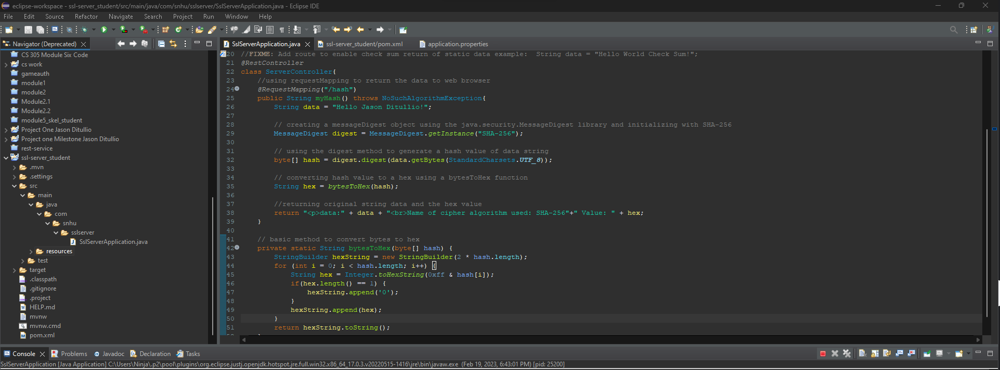 eclipse-workspace - ssl-server_student/src/main/java/com/snhu/sslserver/SslServerApplication.java - Eclipse IDE
File Edit Source Refactor Navigate Search Project Run Window Help
Navigator (Deprecated)
CS 305 Module Six Code
cs work
gameauth
module1
module2
Module2.1
Module2.2
module5_skel_student
Project One Jason Ditullio
Project one Milestone Jason Ditullio
rest-service
ssl-server_student
.mvn
.settings
src
main
java
com
snhu
sslserver
SslServerApplication.java
resources
test
target
.classpath
.gitignore
.project
HELP.md
mvnw
mvnw.cmd
pom.xml
SslServerApplication.java ssl-server_student/pom.xml application.properties
20 //FIXME: Add route to enable check sum return of static data example:  String data = "Hello World Check Sum!";
21 @RestController
22 class ServerController{
23     //using requestMapping to return the data to web browser
24     @RequestMapping("/hash")
25     public String myHash() throws NoSuchAlgorithmException{
26         String data = "Hello Jason Ditullio!";
27
28         // creating a messageDigest object using the java.security.MessageDigest library and initializing with SHA-256
29         MessageDigest digest = MessageDigest.getInstance("SHA-256");
30
31         // using the digest method to generate a hash value of data string
32         byte[] hash = digest.digest(data.getBytes(StandardCharsets.UTF_8));
33
34         // converting hash value to a hex using a bytesToHex function
35         String hex = bytesToHex(hash);
36
37         //returning original string data and the hex value
38         return "<p>data:" + data + "<br>Name of cipher algorithm used: SHA-256"+" Value: " + hex;
39     }
40
41     // basic method to convert bytes to hex
42     private static String bytesToHex(byte[] hash) {
43         StringBuilder hexString = new StringBuilder(2 * hash.length);
44         for (int i = 0; i < hash.length; i++) {
45             String hex = Integer.toHexString(0xff & hash[i]);
46             if(hex.length() == 1) {
47                 hexString.append('0');
48             }
49             hexString.append(hex);
50         }
51         return hexString.toString();
Console Problems Javadoc Declaration Tasks
SslServerApplication [Java Application] C:\Users\Ninja\.p2\pool\plugins\org.eclipse.justj.openjdk.hotspot.jre.full.win32.x86_64_17.0.3.v20220515-1416\jre\bin\javaw.exe (Feb 19, 2023, 6:43:01 PM) [pid: 25200]